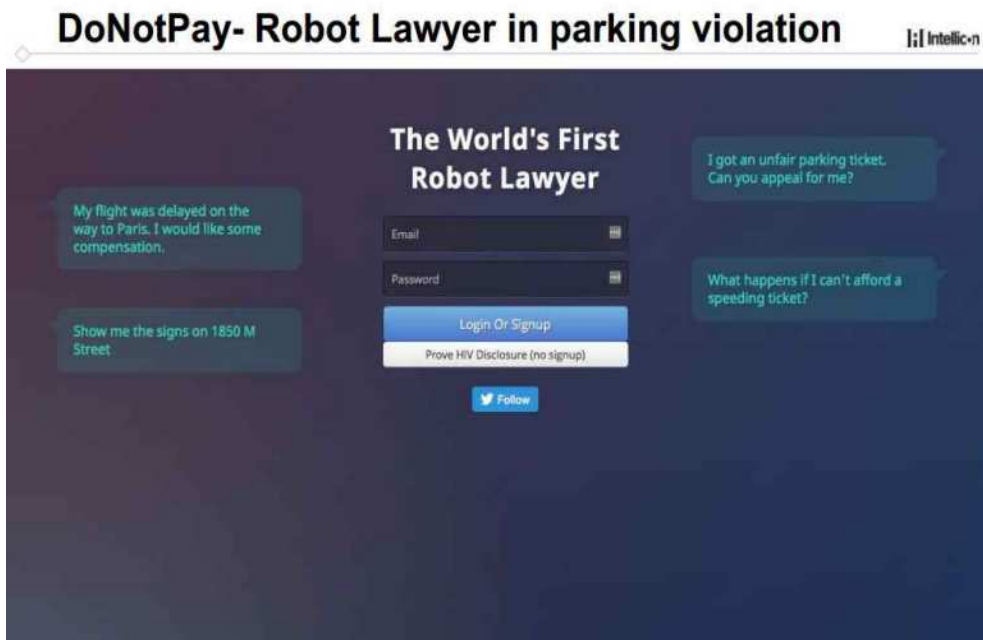 DoNotPay- Robot Lawyer in parking violation
Intellic•n
The World's First
Robot Lawyer
My flight was delayed on the
way to Paris. I would like some
compensation.
Show me the signs on 1850 M
Street
Email
Password
Login Or Signup
Prove HIV Disclosure (no signup)
Follow
I got an unfair parking ticket.
Can you appeal for me?
What happens if I can't afford a
speeding ticket?